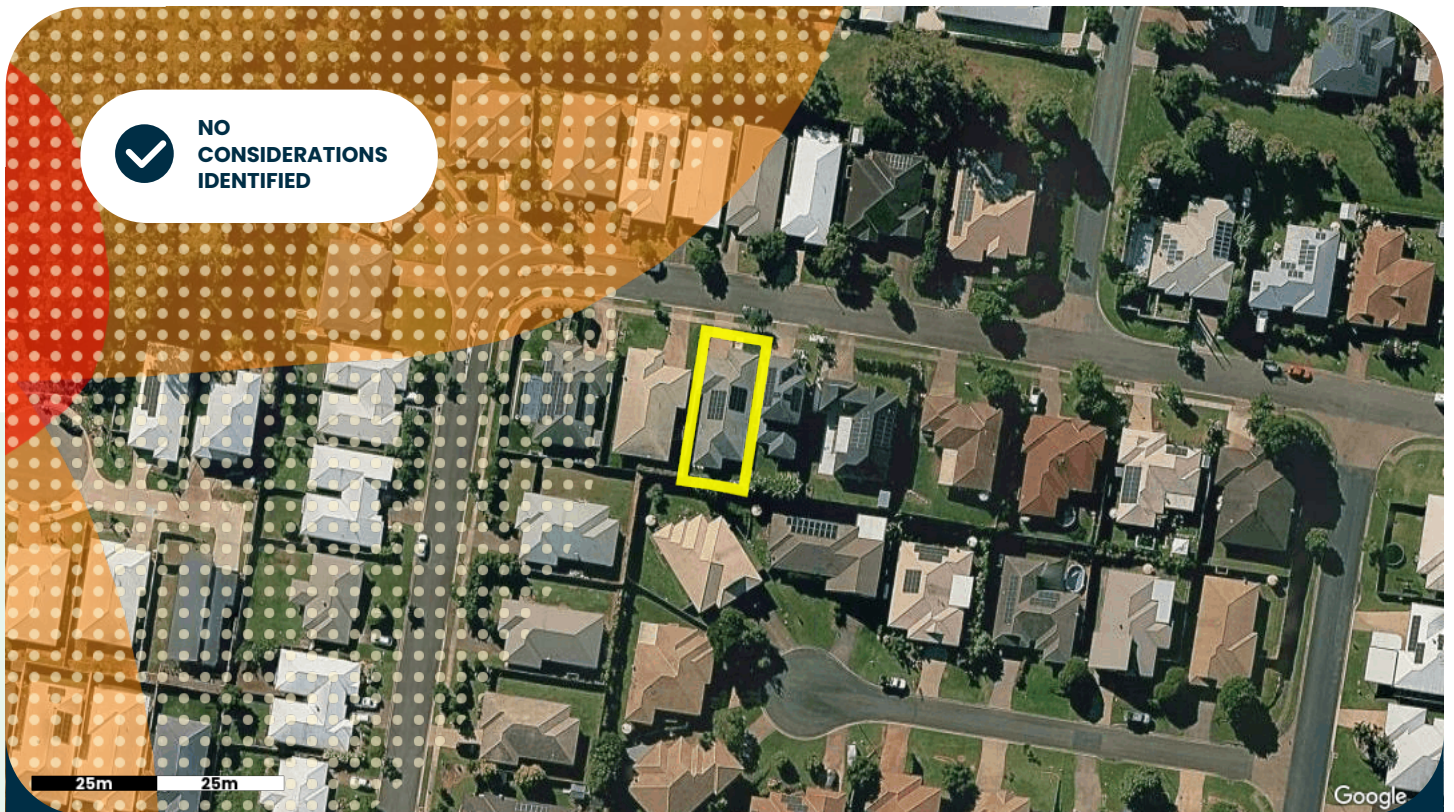 NO
CONSIDERATIONS
IDENTIFIED
25m 25m
Google